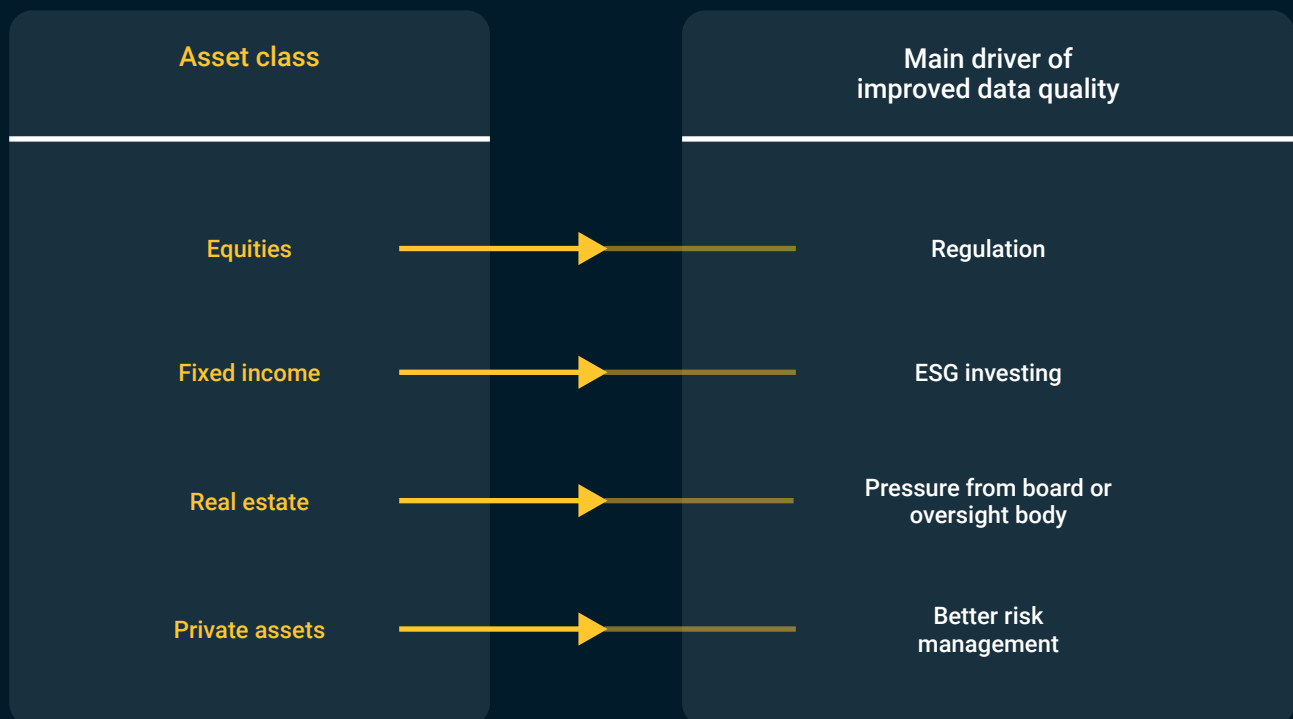 Asset class
Main driver of
improved data quality
Equities
Regulation
Fixed income
ESG investing
Real estate
Pressure from board or
oversight body
Private assets
Better risk
management